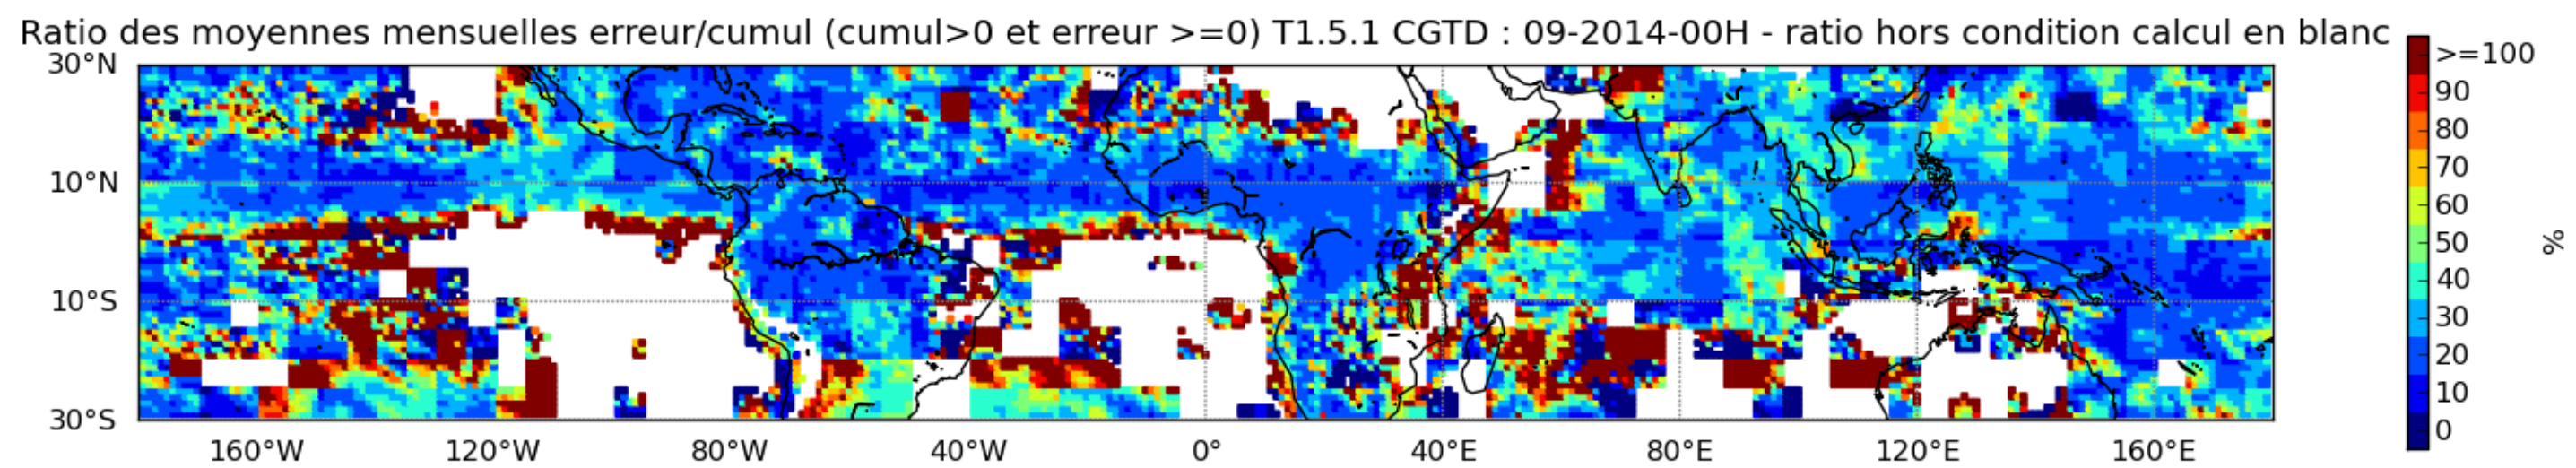 Ratio des moyennes mensuelles erreur/cumul (cumul>0 et erreur >=0) T1.5.1 CGTD : 09-2014-00H - ratio hors condition calcul en blanc
30°N
10°N
10°S
30°S
160°W 120°W 80°W 40°W 0° 40°E 80°E 120°E 160°E
>=100
90
80
70
60
50
40
30
20
10
0
%